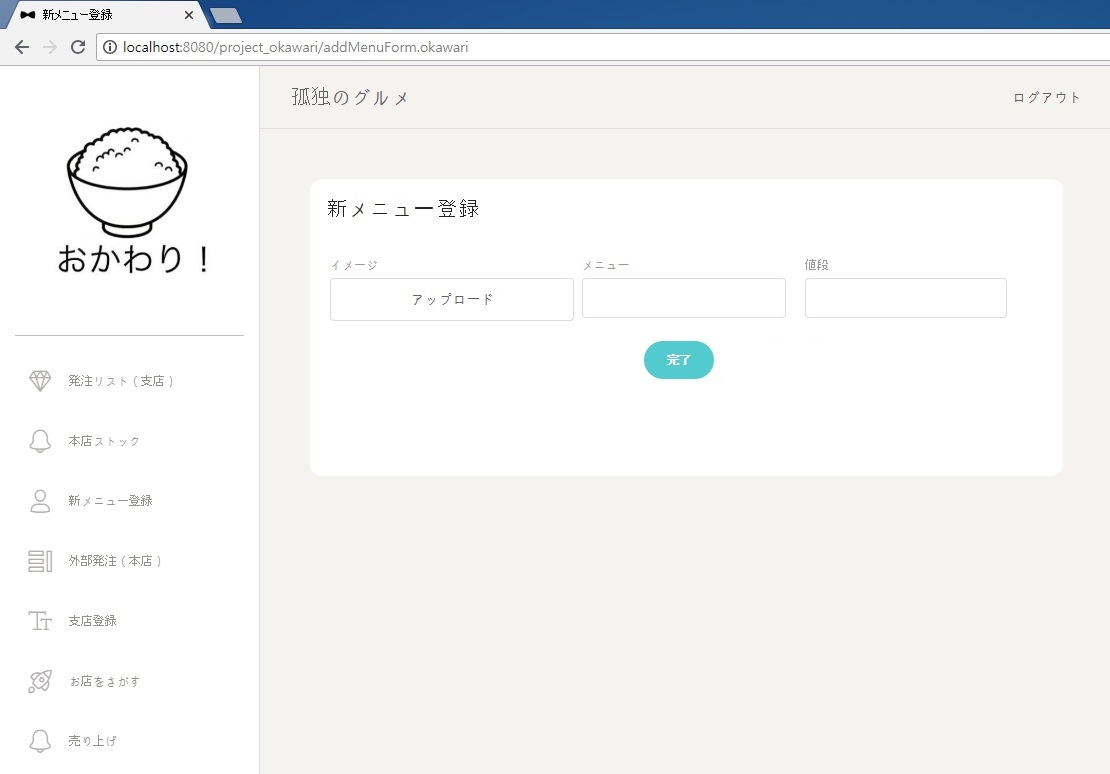 新メニュー登録
localhost:8080/project_okawari/addMenuForm.okawari
おかわり！
孤独のグルメ
ログアウト
新メニュー登録
イメージ
メニュー
値段
アップロード
完了
発注リスト ( 支店 )
本店ストック
新メニュー登録
外部発注 ( 本店 )
支店登録
お店をさがす
売り上げ